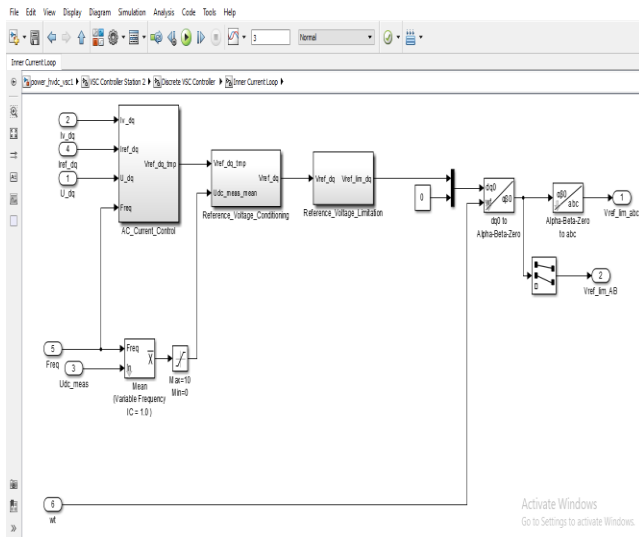 File Edit View Display Diagram Simulation Analysis Code Tools Help
3 Normal
Inner Current Loop
power_hvdc_vsc1 VSC Controller Station 2 Discrete VSC Controller Inner Current Loop
2
Iv_dq
4
Iref_dq
1
U_dq
Iv_dq
Iref_dq
U_dq
Freq
Vref_dq_tmp
AC_Current_Control
Vref_dq_tmp
Udc_meas_mean
Vref_dq
Reference_Voltage_Conditioning
Vref_dq
Vref_lim_dq
Reference_Voltage_Limitation
0
dq0
wt
αβ0
dq0 to
Alpha-Beta-Zero
αβ0
abc
Alpha-Beta-Zero
to abc
1
Vref_lim_abc
2
Vref_lim_AB
5
Freq
3
Udc_meas
Freq
In
X
Mean
(Variable Frequency
IC = 1.0 )
Max=10
Min=0
6
wt
Activate Windows
Go to Settings to activate Windows.